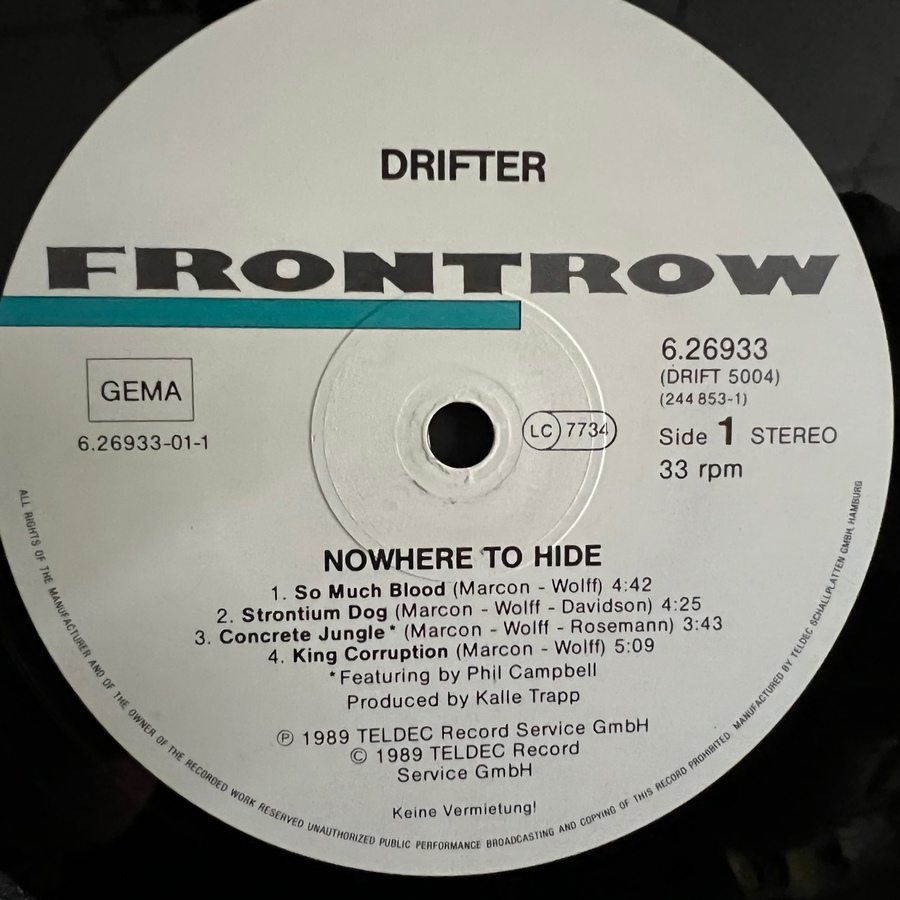 DRIFTER
FRONTROW
GEMA
6.26933-01-1
LC 7734
6.26933
(DRIFT 5004)
(244 853-1)
Side 1 STEREO
33 rpm
NOWHERE TO HIDE
1. So Much Blood (Marcon - Wolff) 4:42
2. Strontium Dog (Marcon - Wolff - Davidson) 4:25
3. Concrete Jungle* (Marcon - Wolff - Rosemann) 3:43
4. King Corruption (Marcon - Wolff) 5:09
*Featuring by Phil Campbell
Produced by Kalle Trapp
℗ 1989 TELDEC Record Service GmbH
© 1989 TELDEC Record
Service GmbH
Keine Vermietung!
ALL RIGHTS OF THE MANUFACTURER AND OF THE OWNER OF THE RECORDED WORK RESERVED UNAUTHORIZED PUBLIC PERFORMANCE BROADCASTING AND COPYING OF THIS RECORD PROHIBITED MANUFACTURED BY TELDEC SCHALLPLATTEN GMBH, HAMBURG